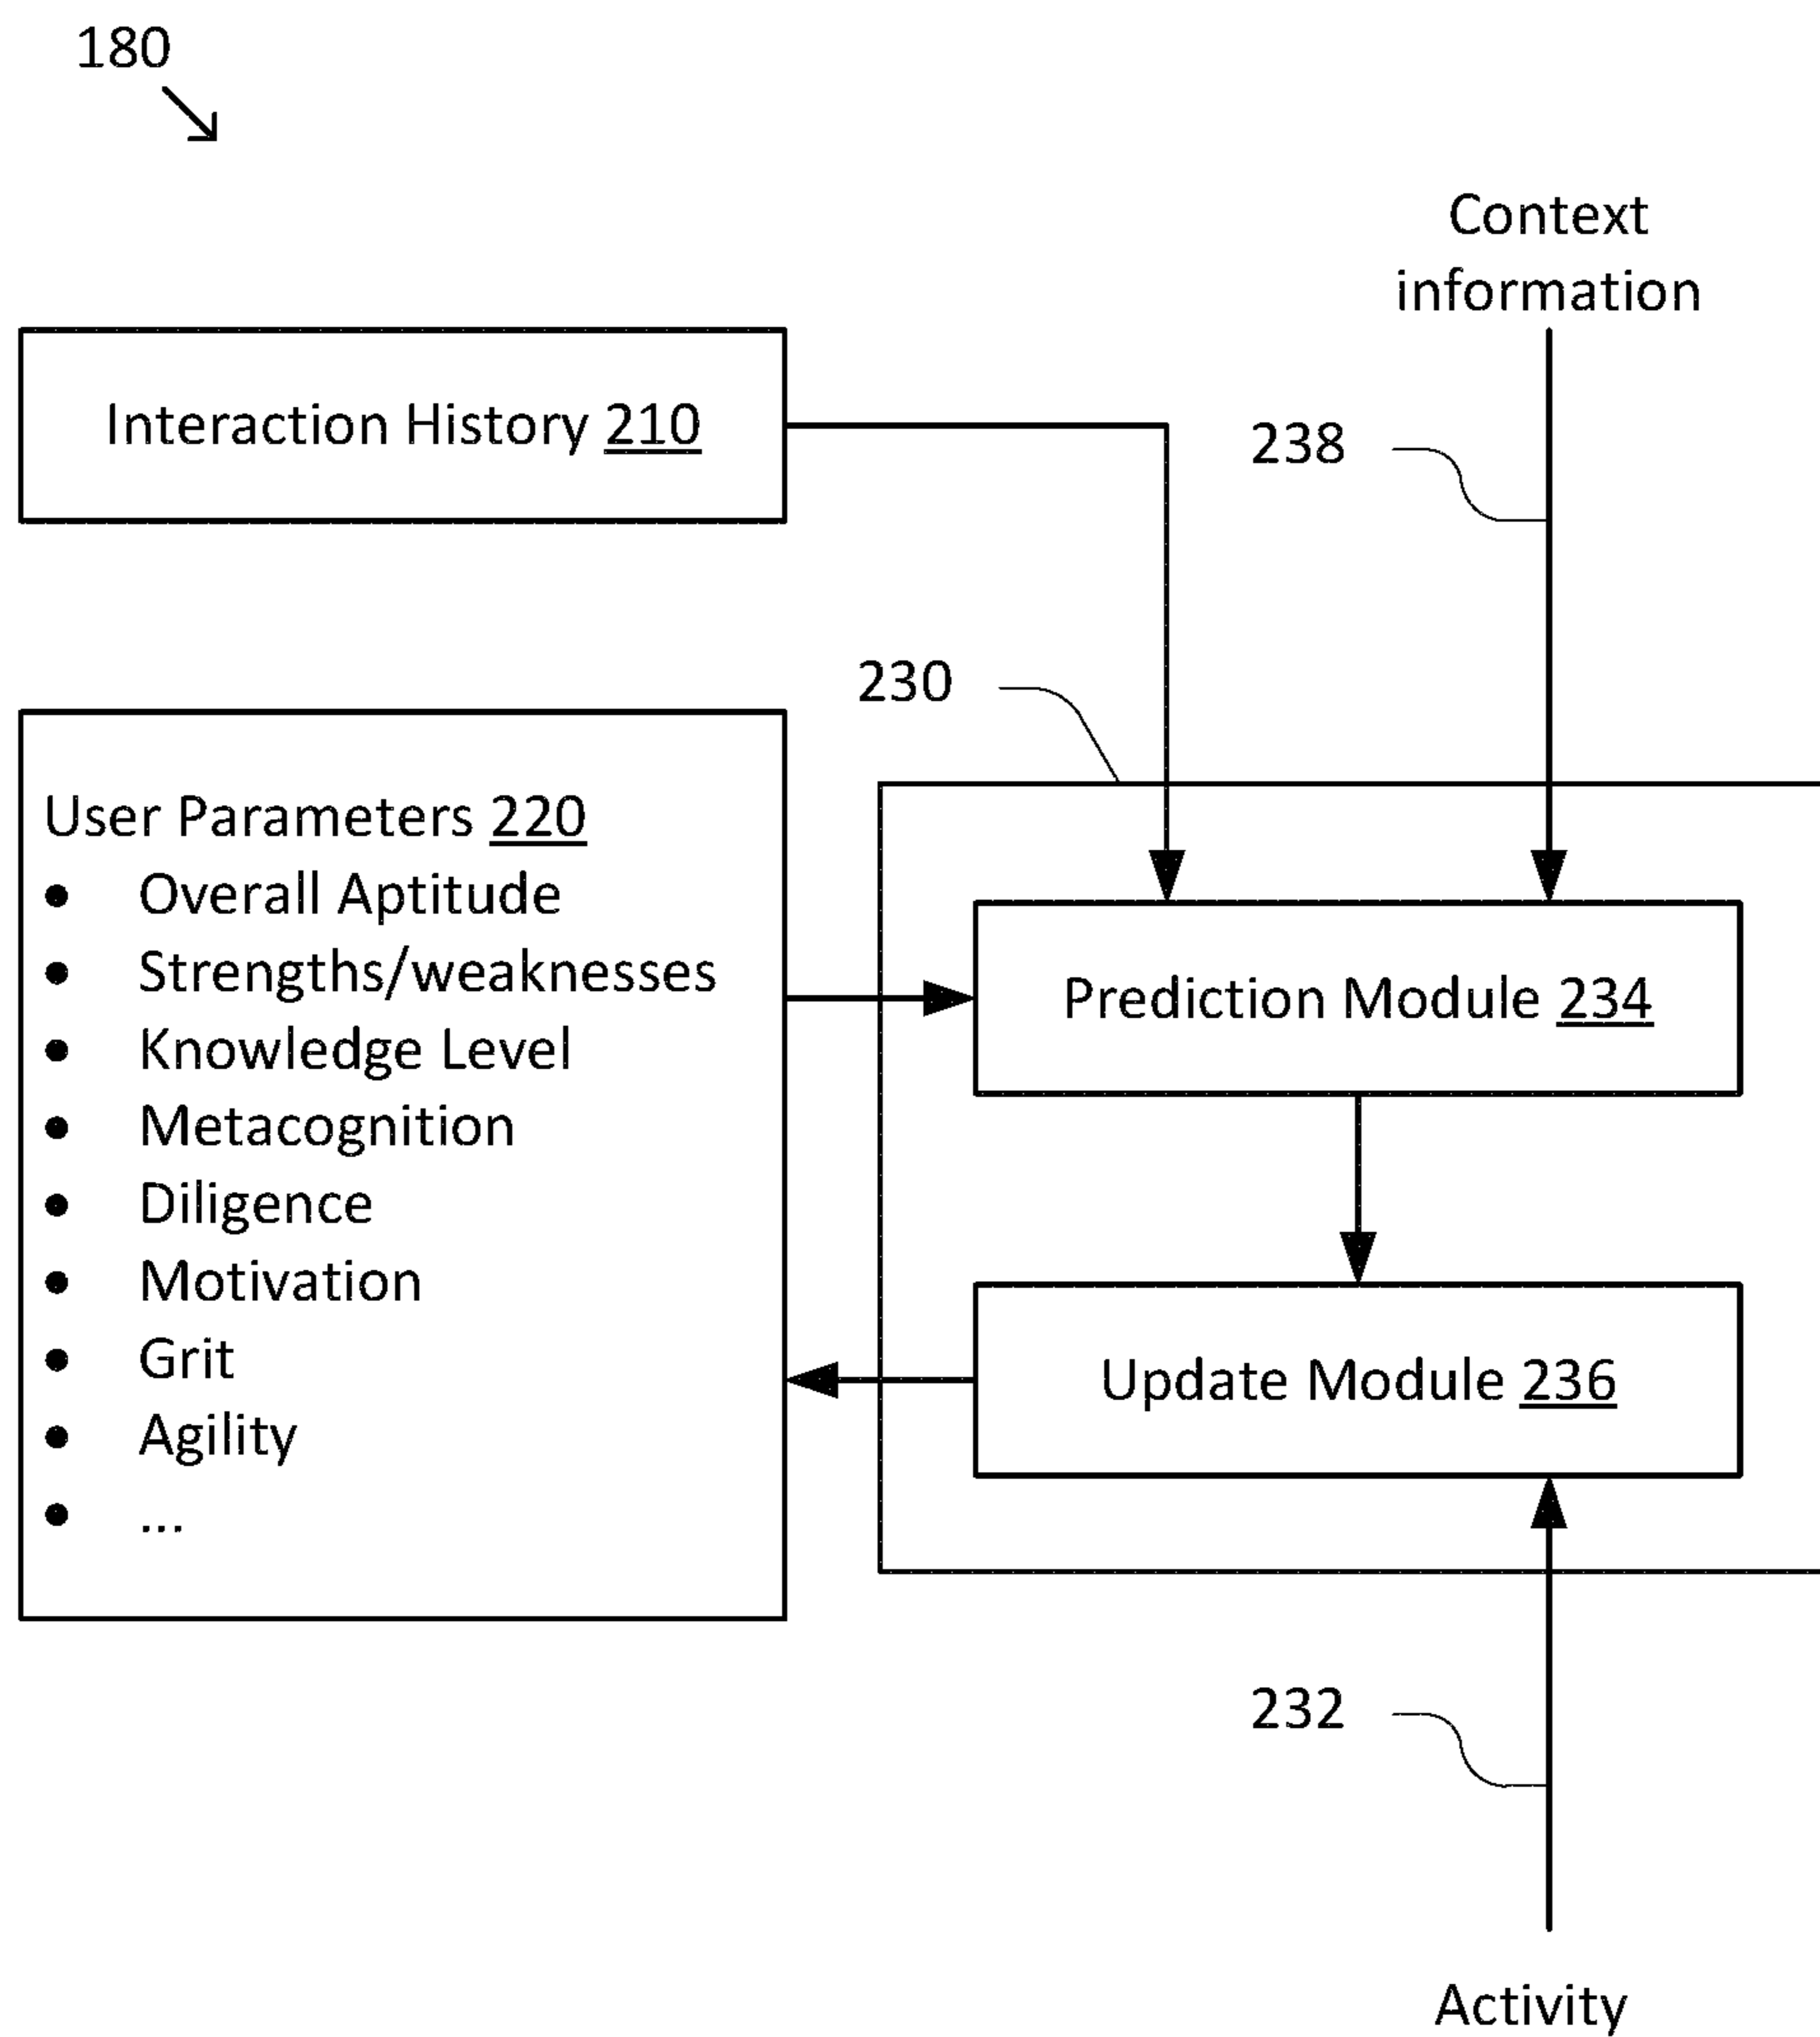 180
Context
information
Interaction History 210
238
230
User Parameters 220
• Overall Aptitude
• Strengths/weaknesses
• Knowledge Level
• Metacognition
• Diligence
• Motivation
• Grit
• Agility
• ...
Prediction Module 234
Update Module 236
232
Activity